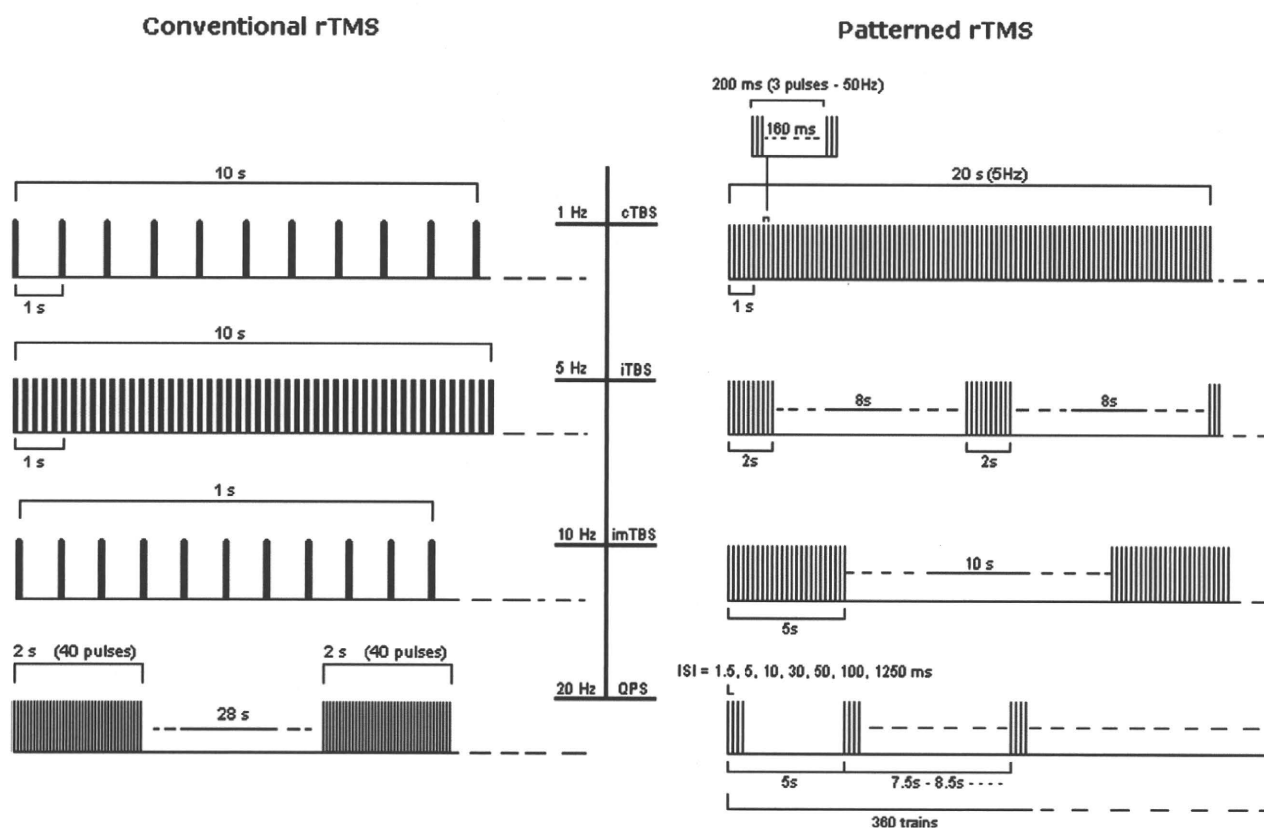 Conventional rTMS
Patterned rTMS
200 ms (3 pulses - 50Hz)
160 ms
10 s
20 s (5Hz)
1 Hz cTBS
1 s
1 s
10 s
5 Hz iTBS
8s
8s
1 s
2s
2s
1 s
10 Hz imTBS
10 s
5s
2 s (40 pulses)
2 s (40 pulses)
ISI = 1.5, 5, 10, 30, 50, 100, 1250 ms
20 Hz QPS
28 s
5s
7.5s - 8.5s
360 trains